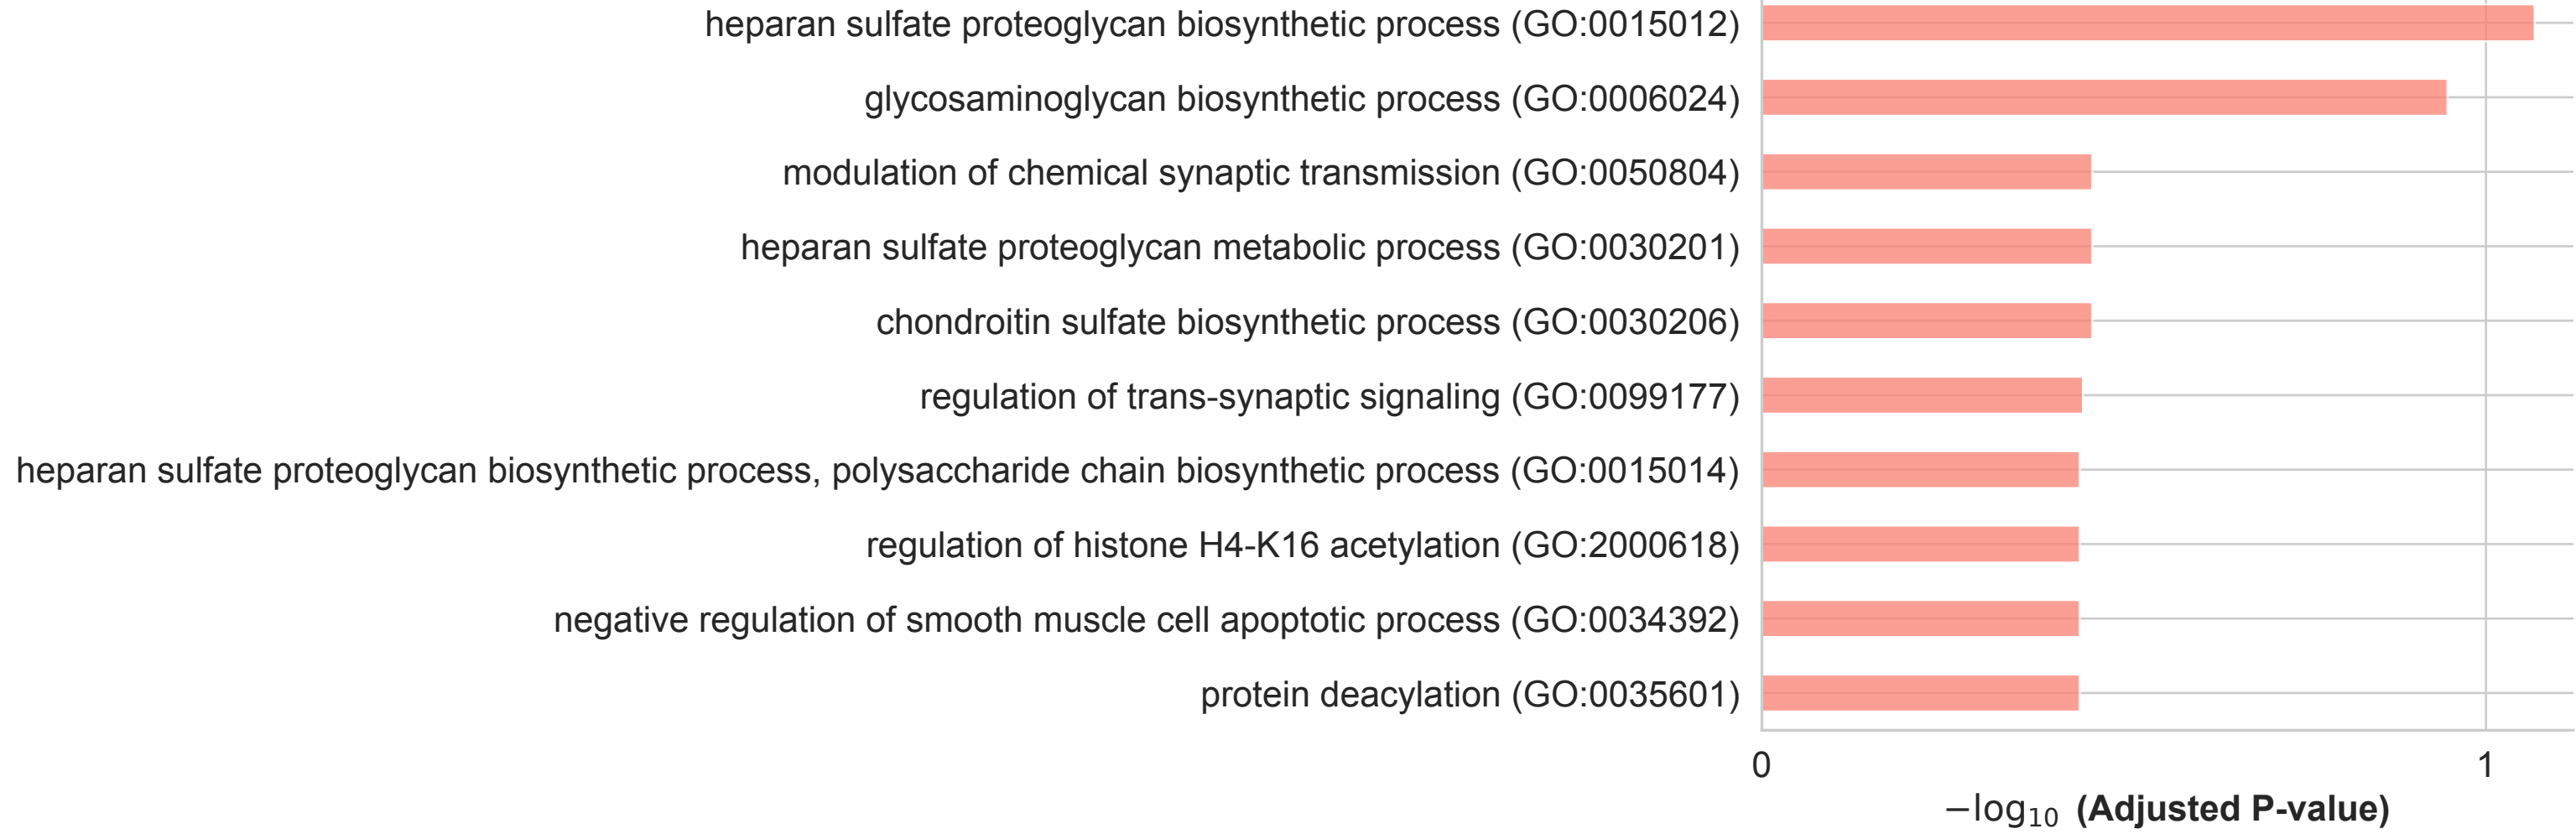 heparan sulfate proteoglycan biosynthetic process (GO:0015012)
glycosaminoglycan biosynthetic process (GO:0006024)
modulation of chemical synaptic transmission (GO:0050804)
heparan sulfate proteoglycan metabolic process (GO:0030201)
chondroitin sulfate biosynthetic process (GO:0030206)
regulation of trans-synaptic signaling (GO:0099177)
heparan sulfate proteoglycan biosynthetic process, polysaccharide chain biosynthetic process (GO:0015014)
regulation of histone H4-K16 acetylation (GO:2000618)
negative regulation of smooth muscle cell apoptotic process (GO:0034392)
protein deacylation (GO:0035601)
0 1
−log₁₀ (Adjusted P-value)